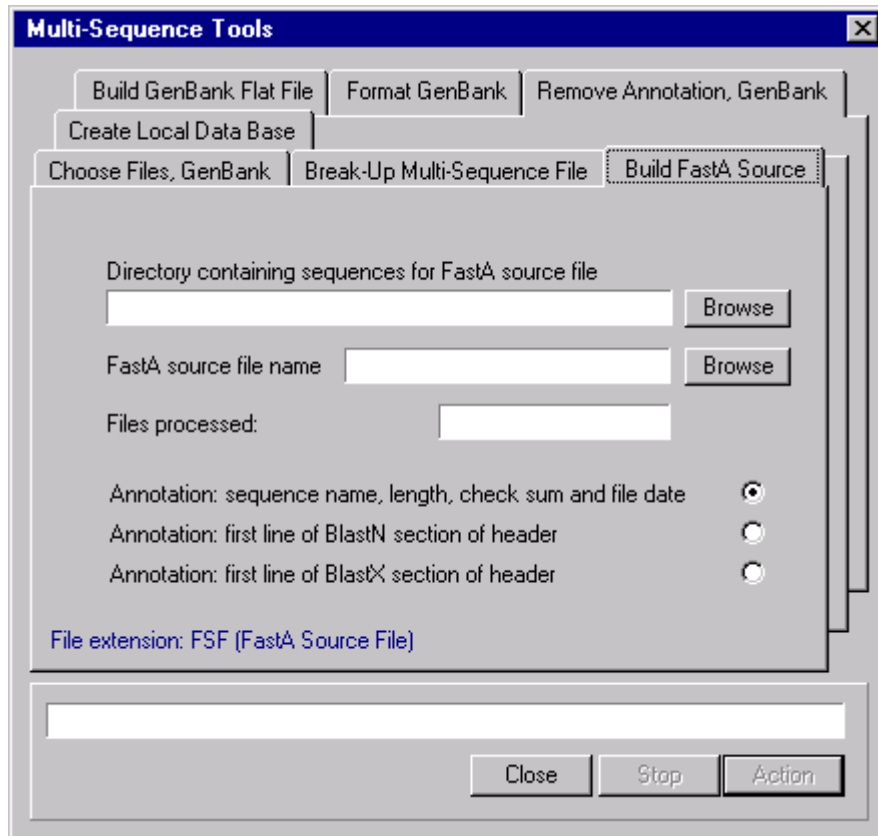 Multi-Sequence Tools
Build GenBank Flat File Format GenBank Remove Annotation, GenBank
Create Local Data Base
Choose Files, GenBank Break-Up Multi-Sequence File Build FastA Source
Directory containing sequences for FastA source file
Browse
FastA source file name Browse
Files processed:
Annotation: sequence name, length, check sum and file date
Annotation: first line of BlastN section of header
Annotation: first line of BlastX section of header
File extension: FSF (FastA Source File)
Close Stop Action